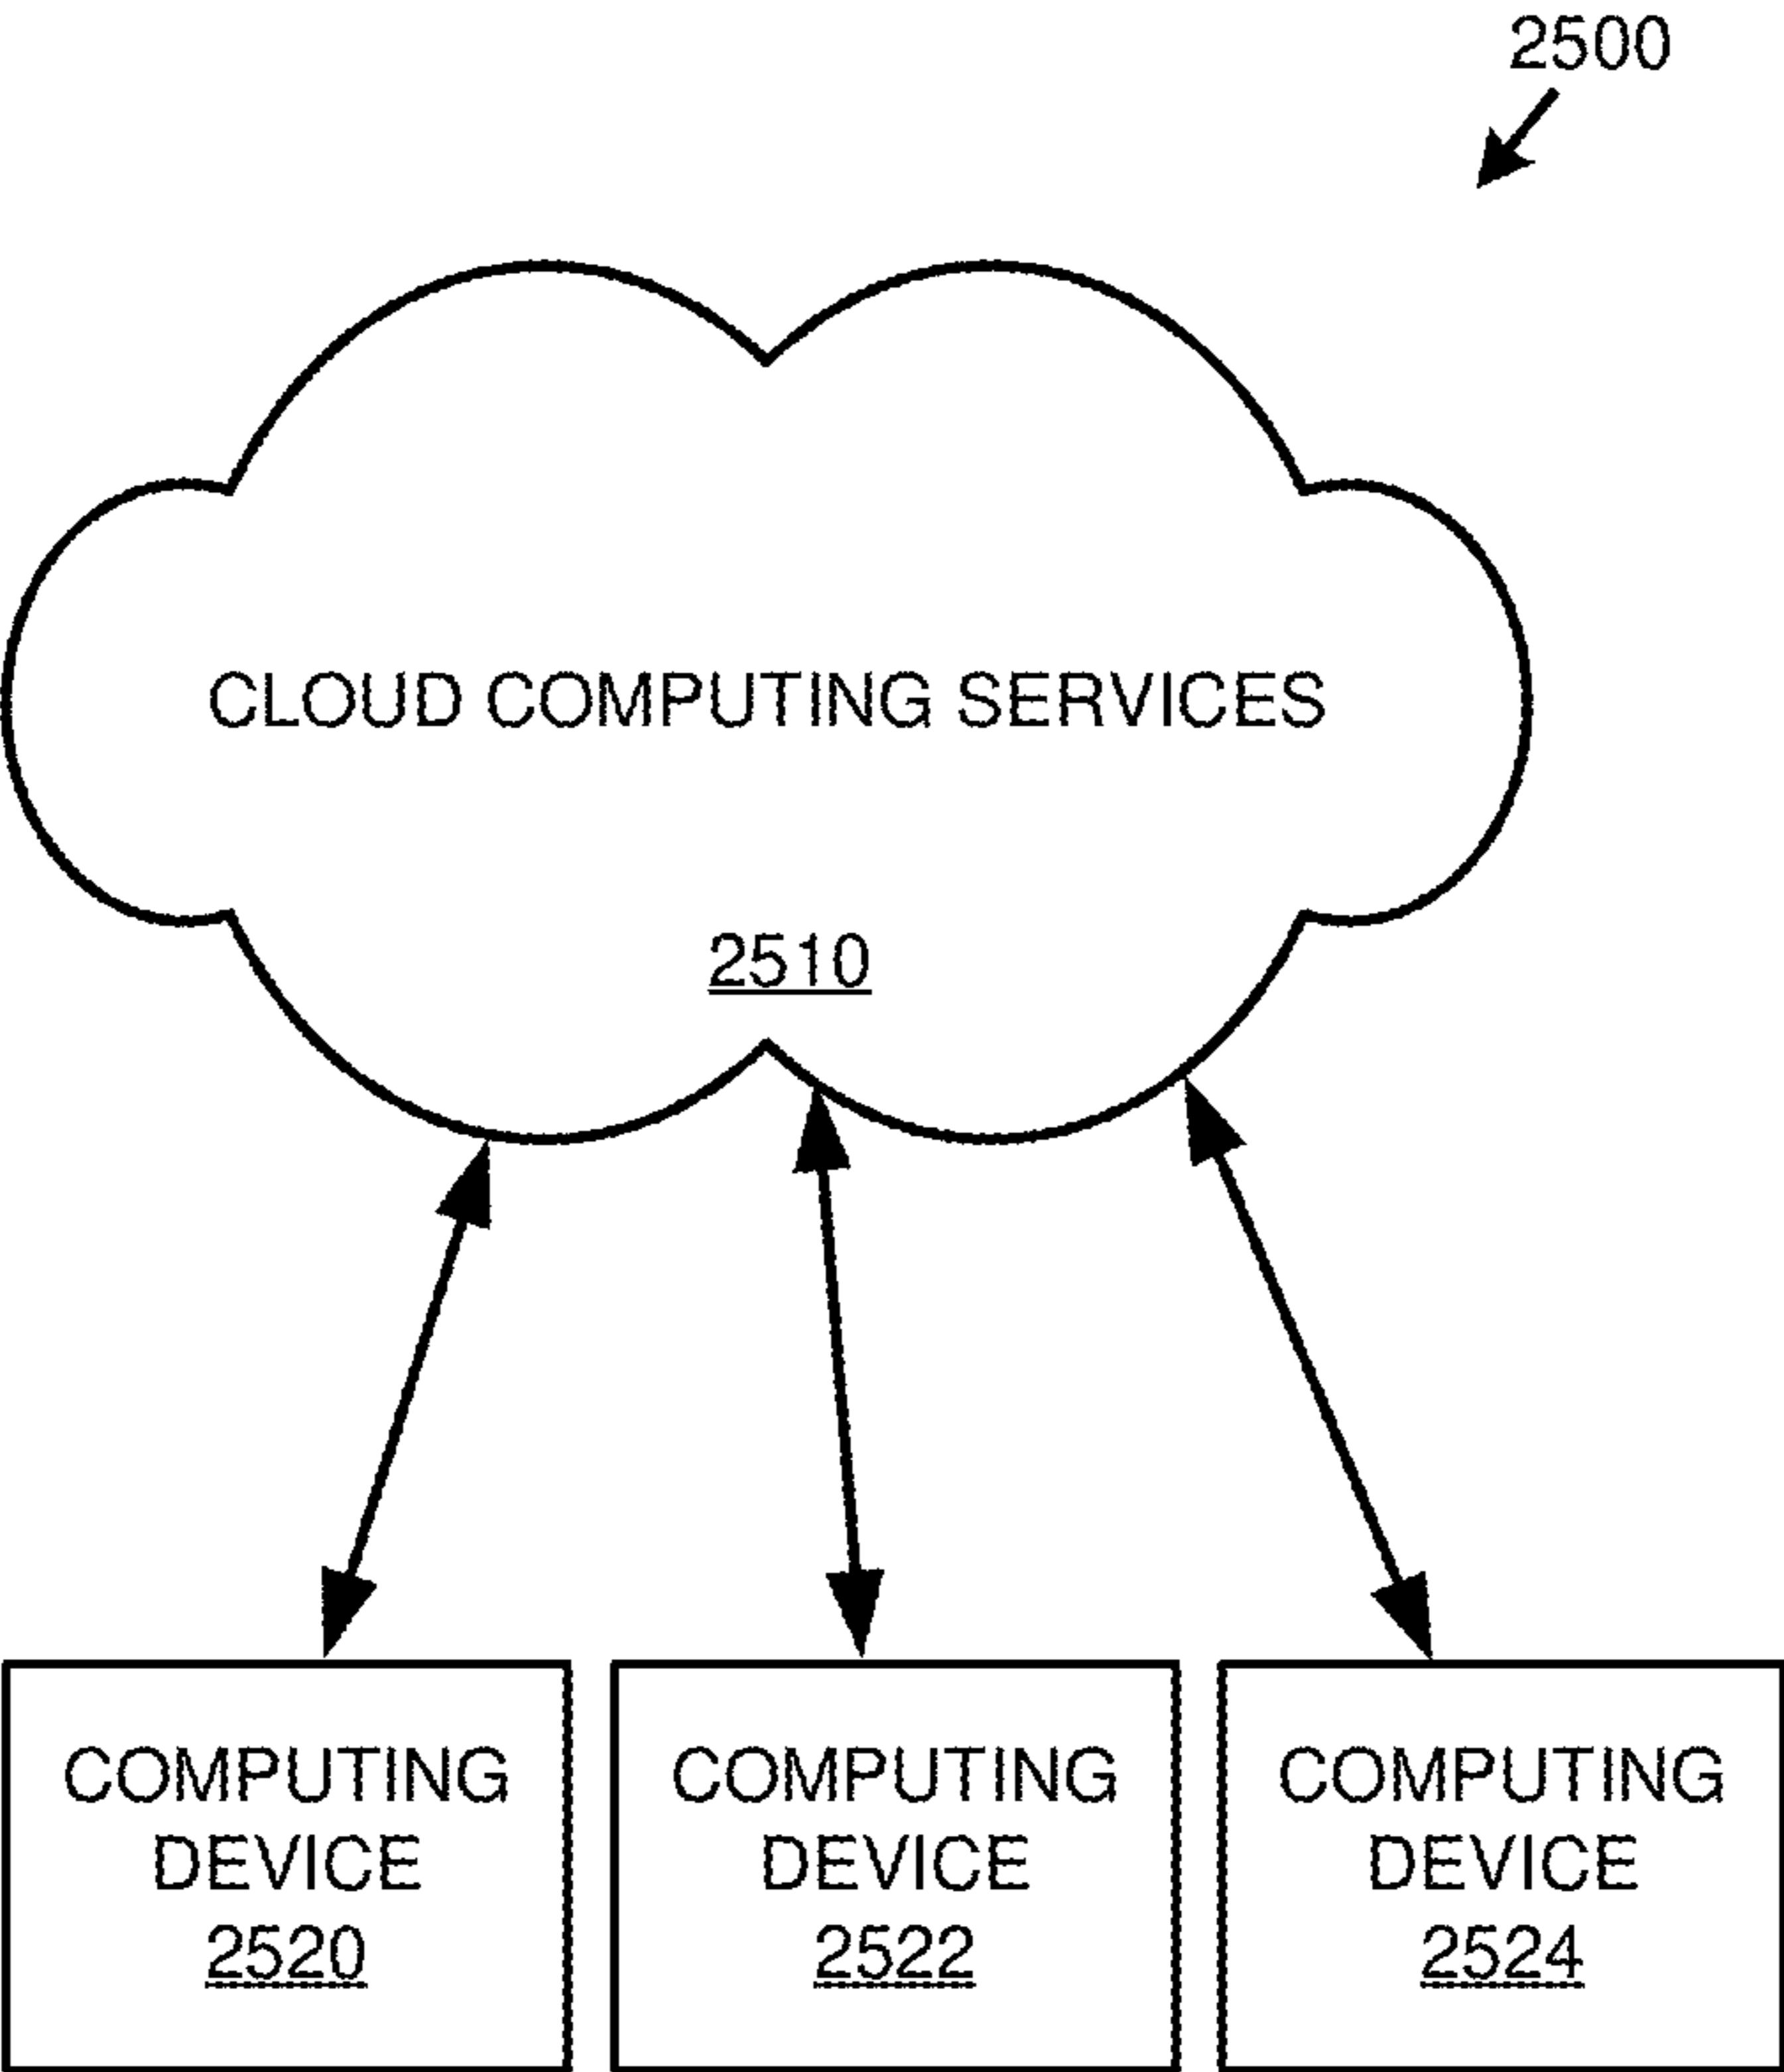 2500
CLOUD COMPUTING SERVICES
2510
COMPUTING
DEVICE
2520
COMPUTING
DEVICE
2522
COMPUTING
DEVICE
2524